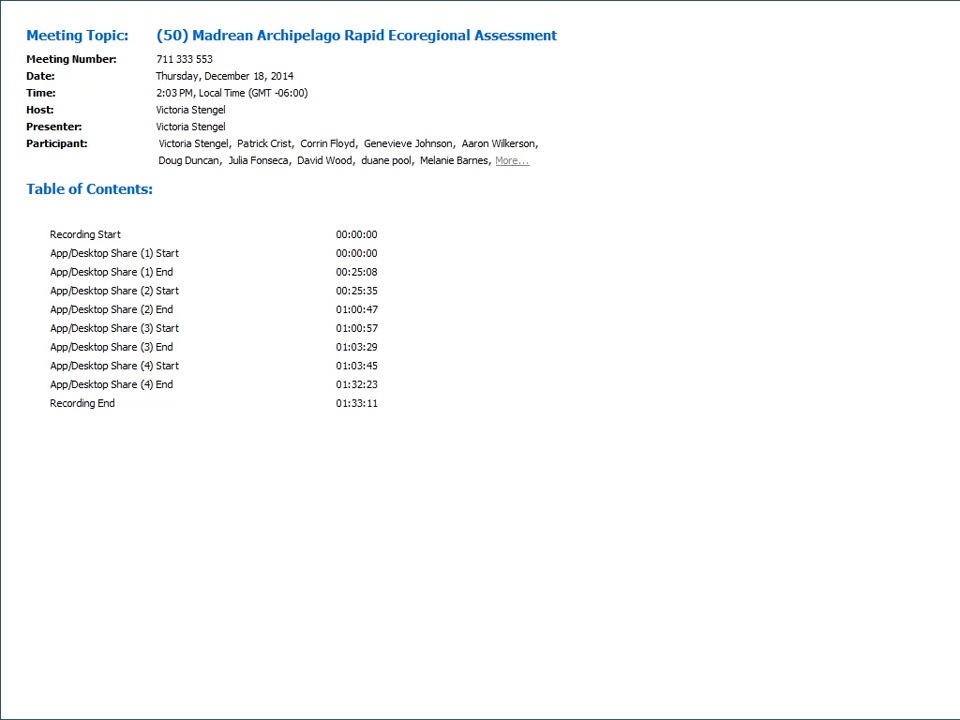 Meeting Topic: (50) Madrean Archipelago Rapid Ecoregional Assessment
Meeting Number: 711 333 553
Date: Thursday, December 18, 2014
Time: 2:03 PM, Local Time (GMT -06:00)
Host: Victoria Stengel
Presenter: Victoria Stengel
Participant: Victoria Stengel, Patrick Crist, Corrin Floyd, Genevieve Johnson, Aaron Wilkerson,
Doug Duncan, Julia Fonseca, David Wood, duane pool, Melanie Barnes, More...
Table of Contents:
Recording Start 00:00:00
App/Desktop Share (1) Start 00:00:00
App/Desktop Share (1) End 00:25:08
App/Desktop Share (2) Start 00:25:35
App/Desktop Share (2) End 01:00:47
App/Desktop Share (3) Start 01:00:57
App/Desktop Share (3) End 01:03:29
App/Desktop Share (4) Start 01:03:45
App/Desktop Share (4) End 01:32:23
Recording End 01:33:11